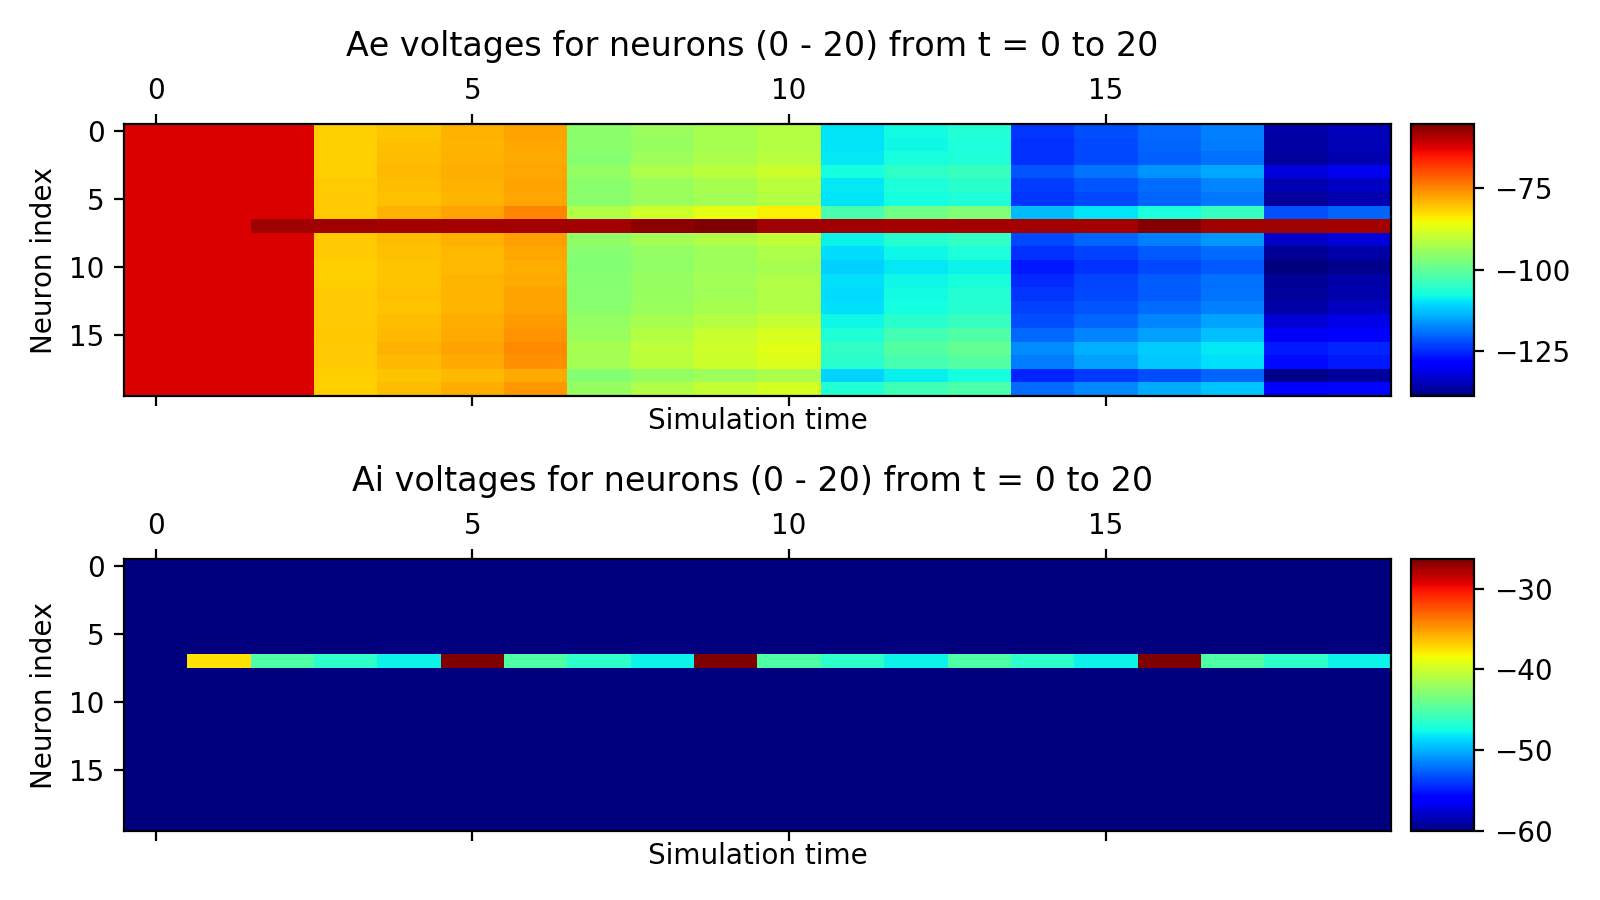 Ae voltages for neurons (0 - 20) from t = 0 to 20
0 5 10 15
Neuron index
0
5
10
15
−75
−100
−125
Simulation time
Ai voltages for neurons (0 - 20) from t = 0 to 20
0 5 10 15
Neuron index
0
5
10
15
−30
−40
−50
−60
Simulation time